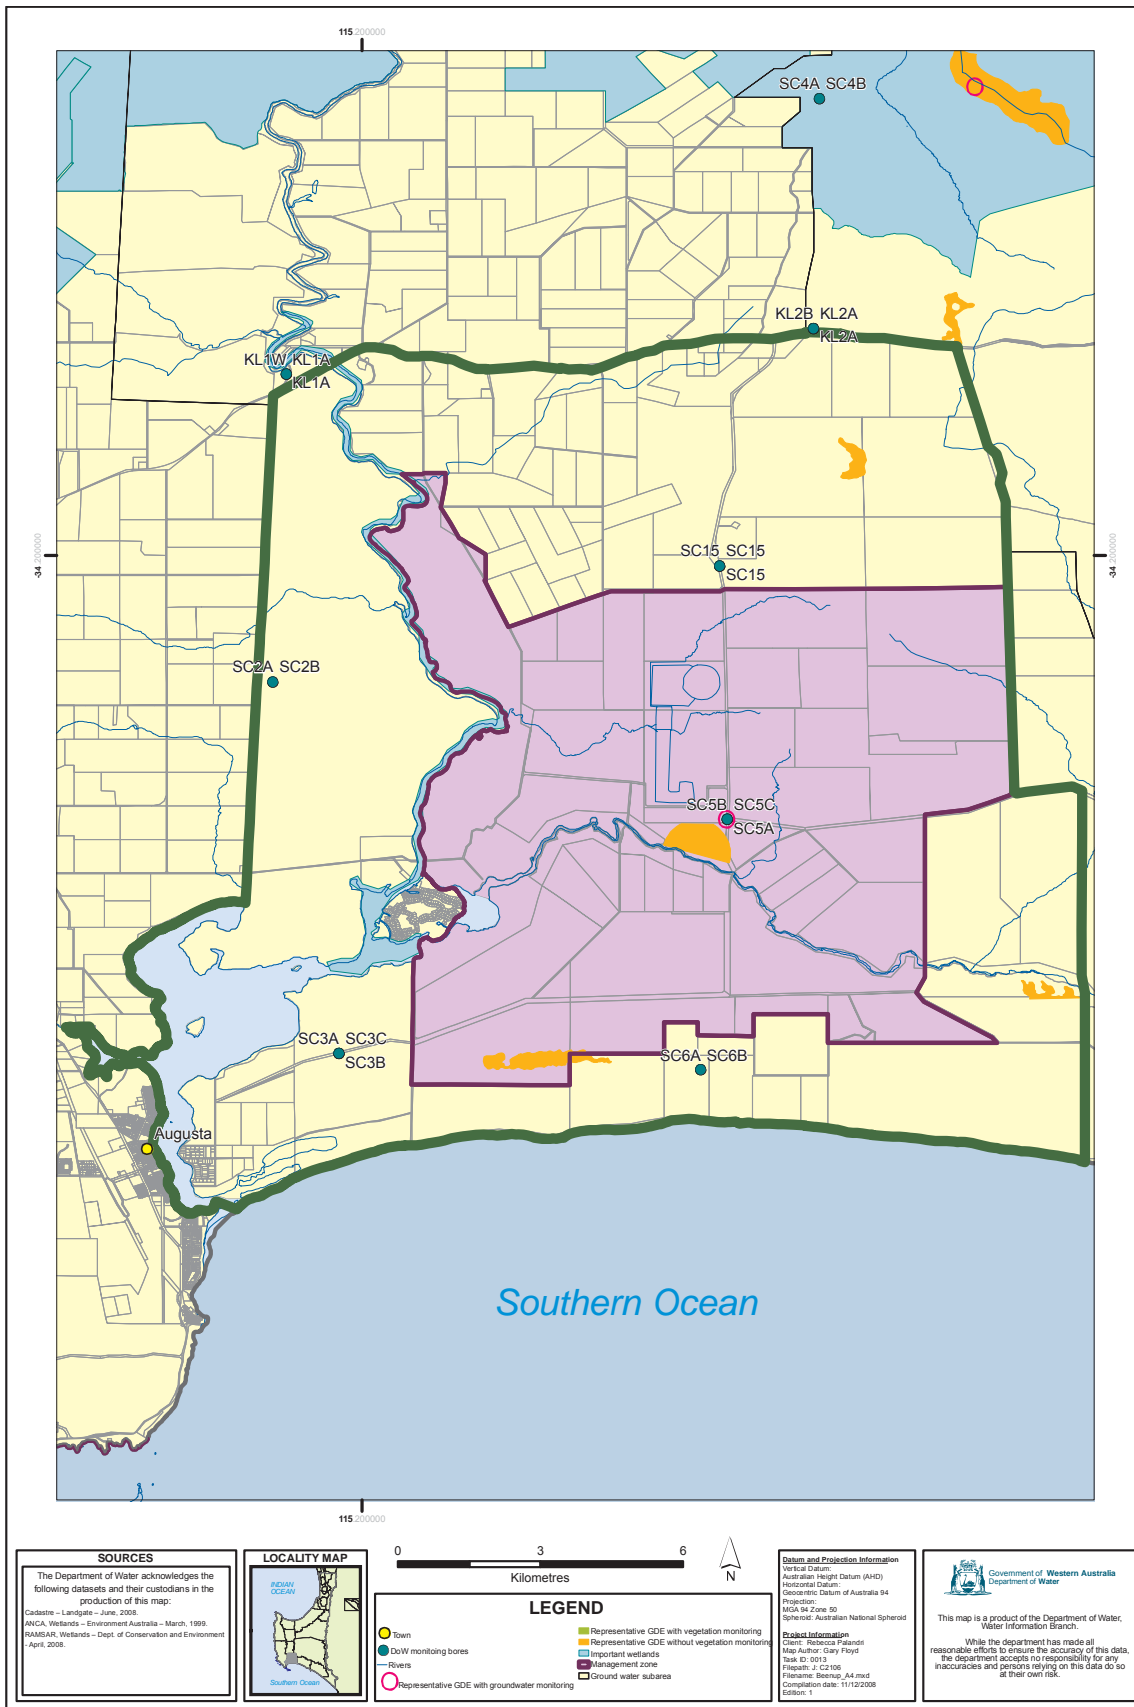 115.200000
SC4A SC4B
KL2B KL2A
KL2A
KL1W KL1A
KL1A
-34.200000
-34.200000
SC15 SC15
SC15
SC2A SC2B
SC5B SC5C
SC5A
SC3A SC3C
SC3B
SC6A SC6B
Augusta
Southern Ocean
115.200000
SOURCES
The Department of Water acknowledges the
following datasets and their custodians in the
production of this map:
Cadastre – Landgate – June, 2008.
ANCA, Wetlands – Environment Australia – March, 1999.
RAMSAR, Wetlands – Dept. of Conservation and Environment
- April, 2008.
LOCALITY MAP
INDIAN
OCEAN
Southern Ocean
0 3 6
Kilometres
N
LEGEND
Town
DoW monitoing bores
Rivers
Representative GDE with groundwater monitoring
Representative GDE with vegetation monitoring
Representative GDE without vegetation monitoring
Important wetlands
Management zone
Ground water subarea
Datum and Projection Information
Vertical Datum:
Australian Height Datum (AHD)
Horizontal Datum:
Geocentric Datum of Australia 94
Projection:
MGA 94 Zone 50
Spheroid: Australian National Spheroid
Project Information
Client: Rebecca Palandri
Map Author: Gary Floyd
Task ID: 0013
Filepath: J: C2106
Filename: Beenup_A4.mxd
Compilation date: 11/12/2008
Edition: 1
Government of Western Australia
Department of Water
This map is a product of the Department of Water,
Water Information Branch.
While the department has made all
reasonable efforts to ensure the accuracy of this data,
the department accepts no responsibility for any
inaccuracies and persons relying on this data do so
at their own risk.